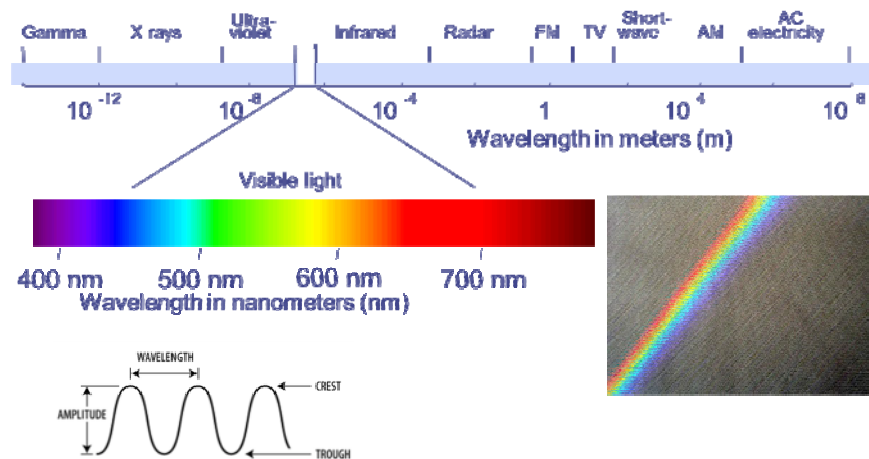 Gamma X rays Ultra-violet Infrared Radar FM TV Short-wave AM AC electricity
10 -12 10 -8 10 -4 1 10 4 10 8
Wavelength in meters (m)
Visible light
400 nm 500 nm 600 nm 700 nm
Wavelength in nanometers (nm)
WAVELENGTH
CREST
AMPLITUDE
TROUGH